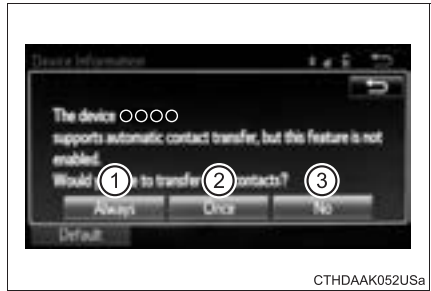 Device Information
The device ○○○○
supports automatic contact transfer, but this feature is not
enabled.
Would to transfer contacts?
1 2 3
Always Once No
Default
CTHDAAK052USa